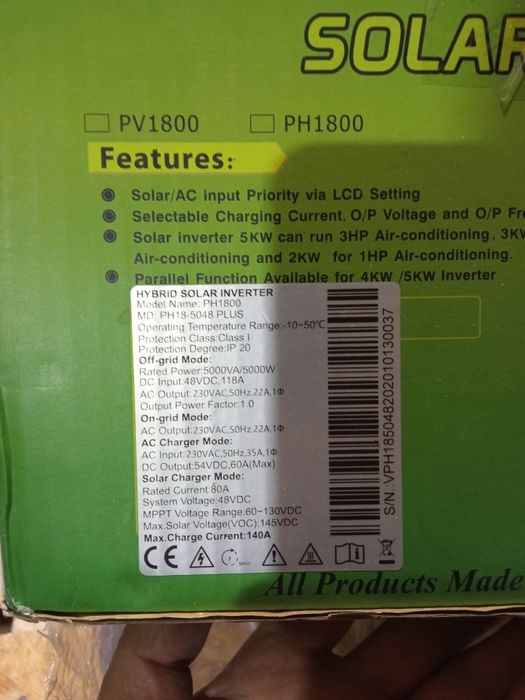 SOLAR
PV1800 PH1800
Features:
Solar/AC input Priority via LCD Setting
Selectable Charging Current, O/P Voltage and O/P Fr
Solar inverter 5KW can run 3HP Air-conditioning, 3K
Air-conditioning and 2KW for 1HP Air-conditioning.
Parallel Function Available for 4KW /5KW Inverter
HYBRID SOLAR INVERTER
Model Name: PH1800
MD: PH18-5048 PLUS
Operating Temperature Range:-10~50℃
Protection Class:Class I
Protection Degree:IP 20
Off-grid Mode:
Rated Power:5000VA/5000W
DC Input:48VDC,118A
AC Output:230VAC,50Hz,22A,1Φ
Output Power Factor:1.0
On-grid Mode:
AC Output:230VAC,50Hz,22A,1Φ
AC Charger Mode:
AC Input:230VAC,50Hz,35A,1Φ
DC Output:54VDC,60A(Max)
Solar Charger Mode:
Rated Current:80A
System Voltage:48VDC
MPPT Voltage Range:60~130VDC
Max.Solar Voltage(VOC):145VDC
Max.Charge Current:140A
CE
S/N:VPH185048202010130037
All Products Made